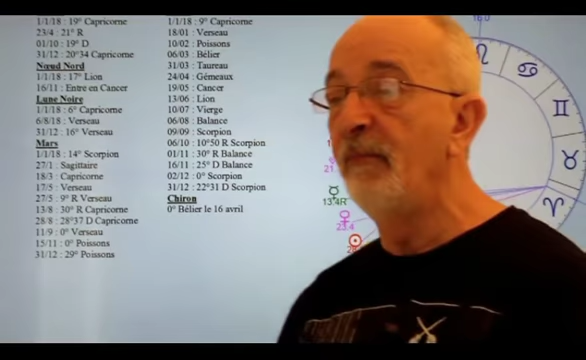 1/1/18 : 19° Capricorne
23/4 : 21° R
01/10 : 19° D
31/12 : 20°34 Capricorne
Nœud Nord
1/1/18 : 17° Lion
16/11 : Entre en Cancer
Lune Noire
1/1/18 : 6° Capricorne
6/8/18 : Verseau
31/12 : 16° Verseau
Mars
1/1/18 : 14° Scorpion
27/1 : Sagittaire
18/3 : Capricorne
17/5 : Verseau
27/5 : 9° R Verseau
13/8 : 30° R Capricorne
28/8 : 28°37 D Capricorne
11/9 : 0° Verseau
15/11 : 0° Poissons
31/12 : 29° Poissons
1/1/18 : 9° Capricorne
18/01 : Verseau
10/02 : Poissons
06/03 : Bélier
31/03 : Taureau
24/04 : Gémeaux
19/05 : Cancer
13/06 : Lion
10/07 : Vierge
06/08 : Balance
09/09 : Scorpion
06/10 : 10°50 R Scorpion
01/11 : 30° R Balance
16/11 : 25° D Balance
02/12 : 0° Scorpion
31/12 : 22°31 D Scorpion
Chiron
0° Bélier le 16 avril
13.4R
23.4